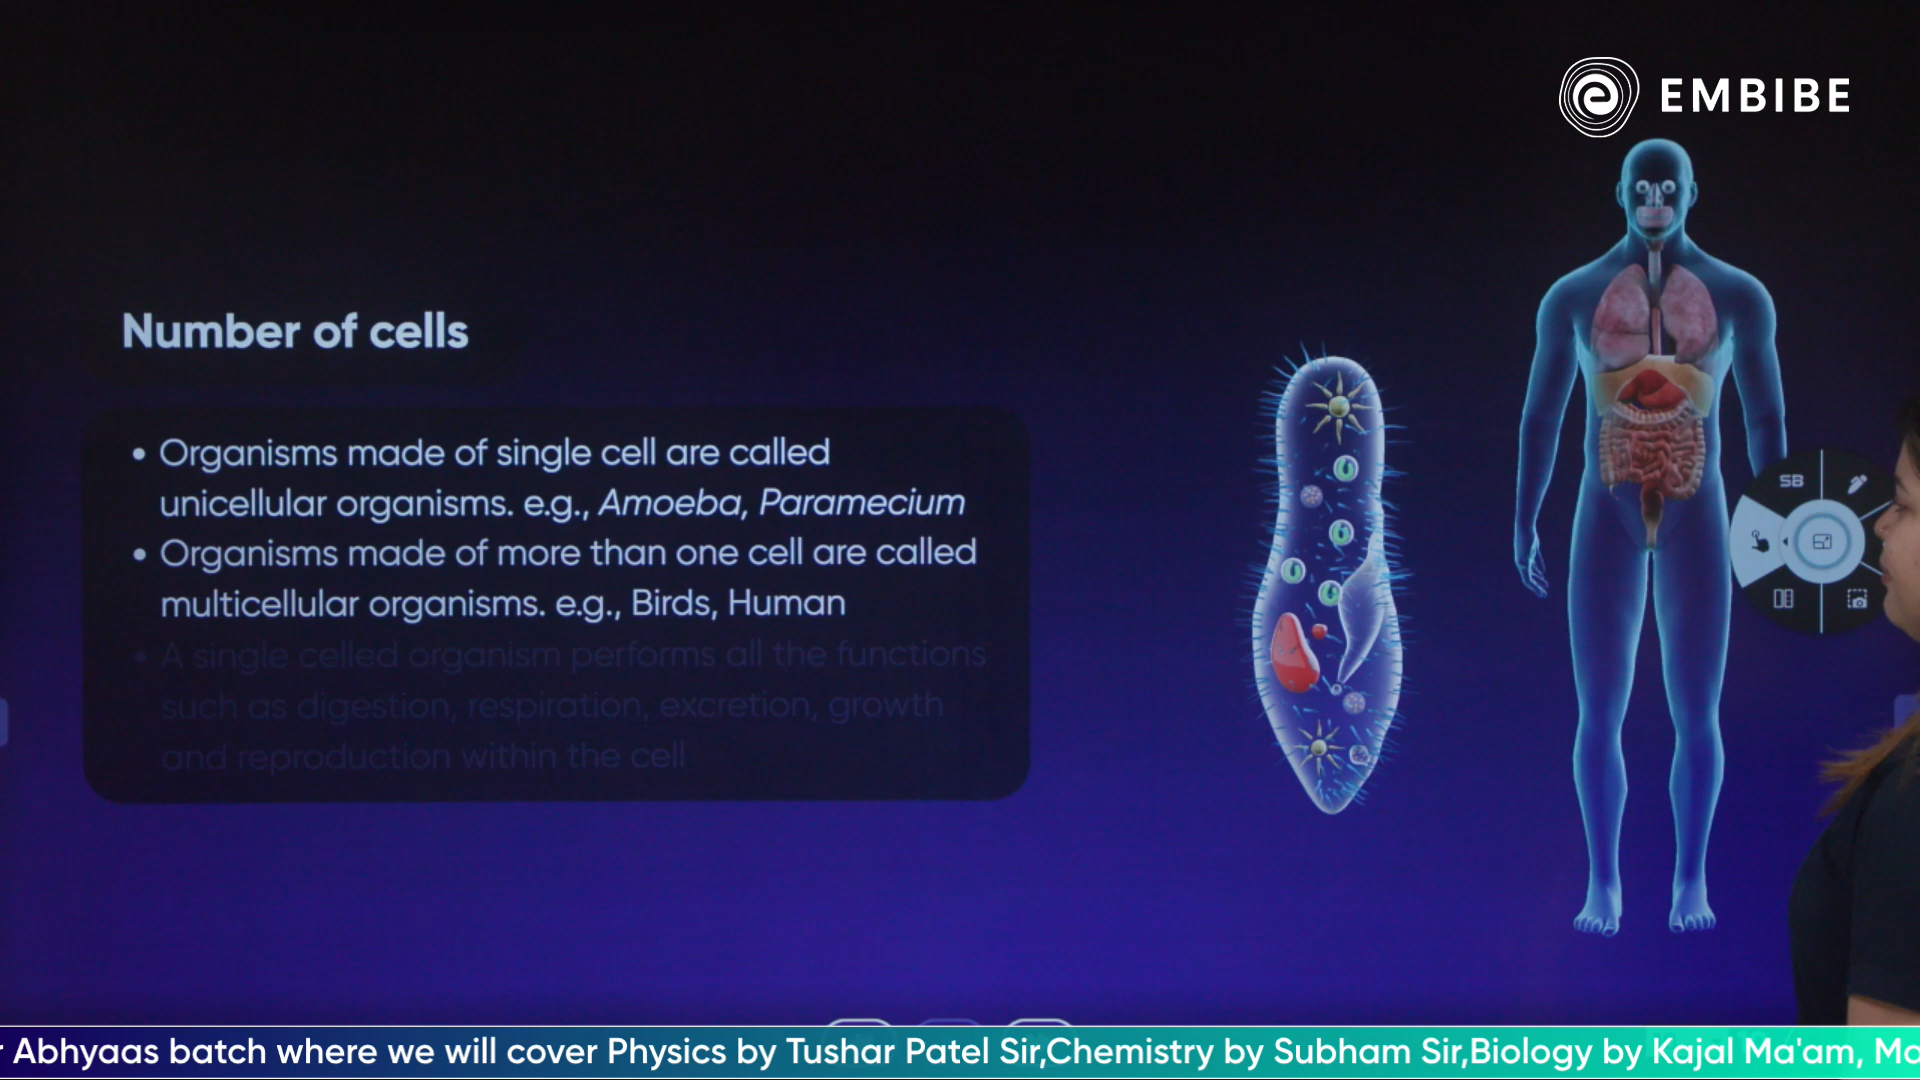 EMBIBE
Number of cells
• Organisms made of single cell are called
unicellular organisms. e.g., Amoeba, Paramecium
• Organisms made of more than one cell are called
multicellular organisms. e.g., Birds, Human
• A single celled organism performs all the functions
such as digestion, respiration, excretion, growth
and reproduction within the cell
SB
Abhyaas batch where we will cover Physics by Tushar Patel Sir,Chemistry by Subham Sir,Biology by Kajal Ma'am,